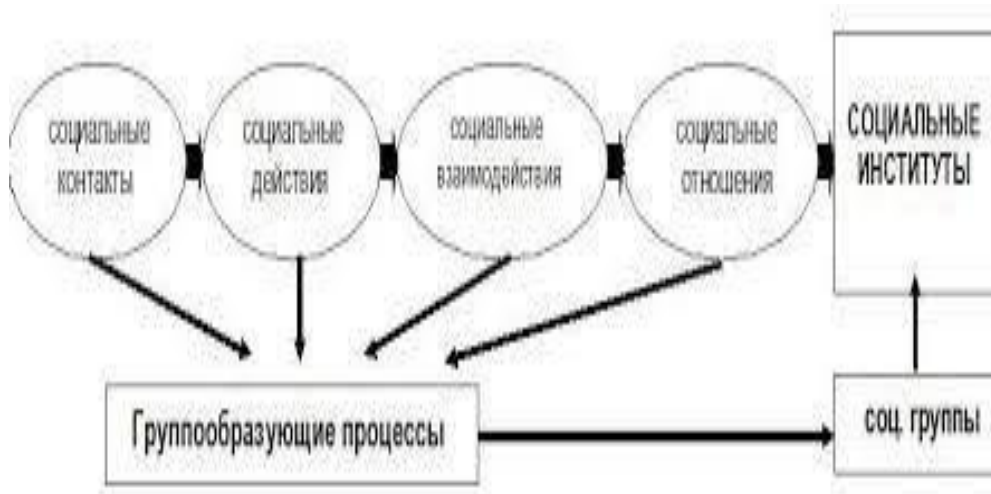 социальные
контакты
социальные
действия
социальные
взаимодействия
социальные
отношения
СОЦИАЛЬНЫЕ
ИНСТИТУТЫ
Группообразующие процессы
соц. группы